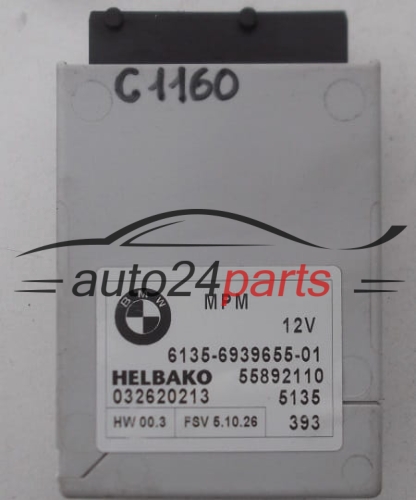 C1160
auto24parts
BMW
MPM
12V
6135-6939655-01
HELBAKO 55892110
032620213 5135
HW 00.3 FSV 5.10.26 393